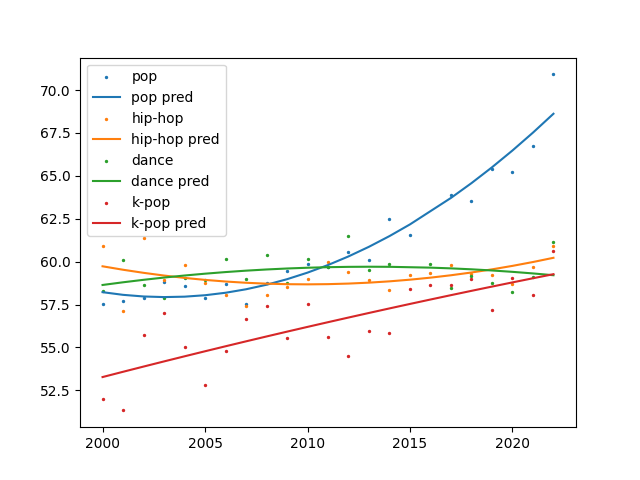 pop
pop pred
hip-hop
hip-hop pred
dance
dance pred
k-pop
k-pop pred
70.0
67.5
65.0
62.5
60.0
57.5
55.0
52.5
2000 2005 2010 2015 2020